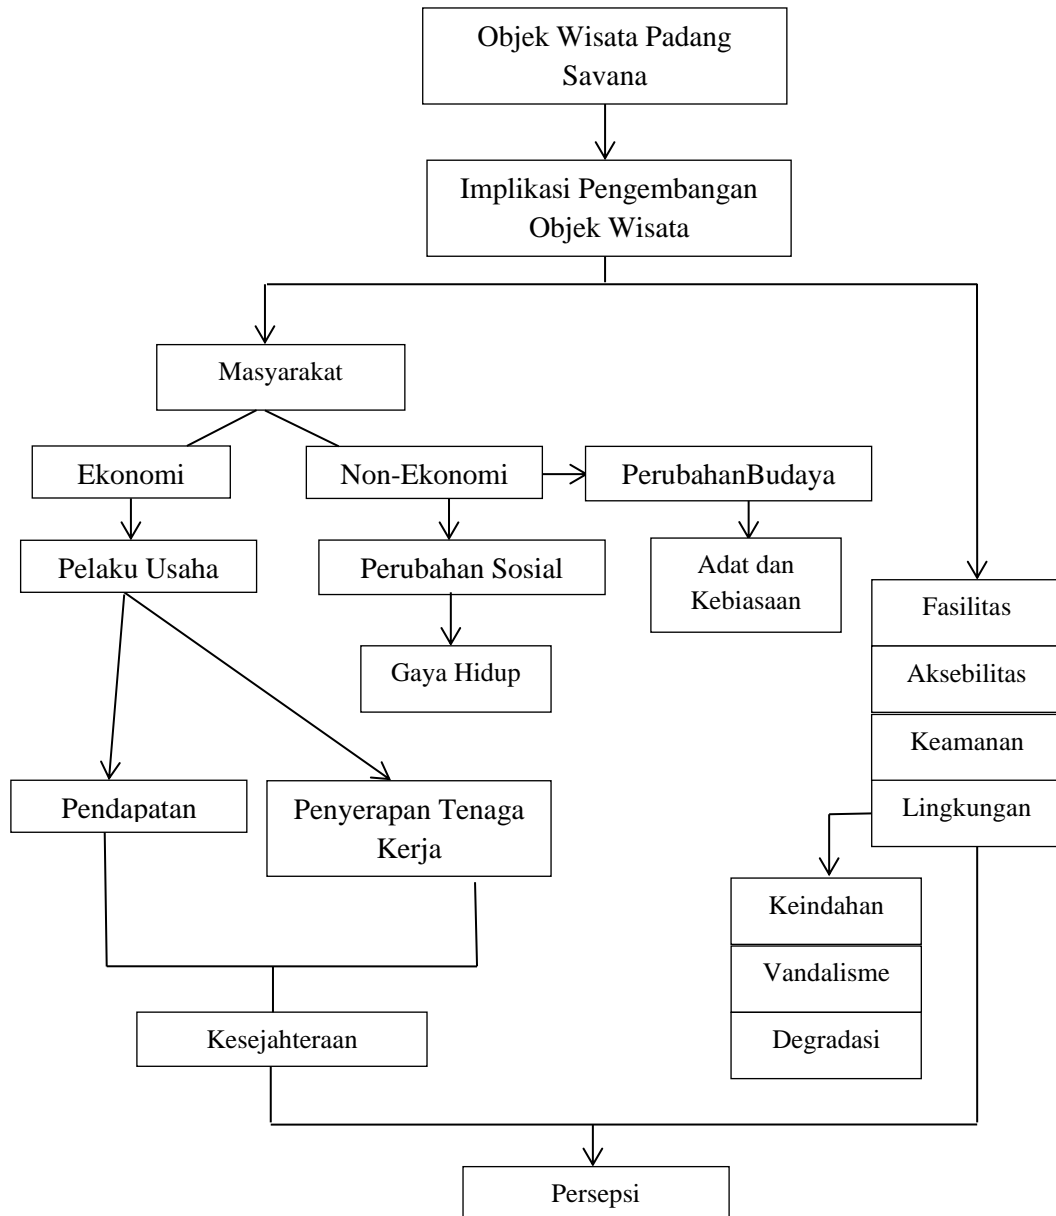 Objek Wisata Padang
Savana
Implikasi Pengembangan
Objek Wisata
Masyarakat
Ekonomi
Non-Ekonomi
PerubahanBudaya
Pelaku Usaha
Perubahan Sosial
Adat dan
Kebiasaan
Fasilitas
Gaya Hidup
Aksebilitas
Keamanan
Pendapatan
Penyerapan Tenaga
Kerja
Lingkungan
Keindahan
Vandalisme
Kesejahteraan
Degradasi
Persepsi